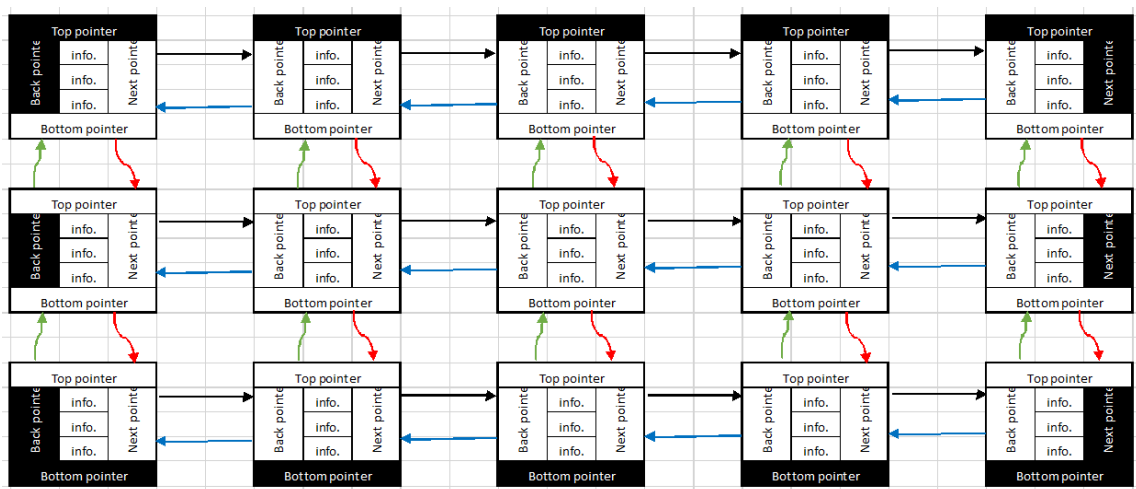 Top pointer
Back pointe
info.
info.
info.
Next pointe
Bottom pointer
Top pointer
Back pointe
info.
info.
info.
Next pointe
Bottom pointer
Top pointer
Back pointe
info.
info.
info.
Next pointe
Bottom pointer
Top pointer
Back pointe
info.
info.
info.
Next pointe
Bottom pointer
Top pointer
Back pointe
info.
info.
info.
Next pointe
Bottom pointer
Top pointer
Back pointe
info.
info.
info.
Next pointe
Bottom pointer
Top pointer
Back pointe
info.
info.
info.
Next pointe
Bottom pointer
Top pointer
Back pointe
info.
info.
info.
Next pointe
Bottom pointer
Top pointer
Back pointe
info.
info.
info.
Next pointe
Bottom pointer
Top pointer
Back pointe
info.
info.
info.
Next pointe
Bottom pointer
Top pointer
Back pointe
info.
info.
info.
Next pointe
Bottom pointer
Top pointer
Back pointe
info.
info.
info.
Next pointe
Bottom pointer
Top pointer
Back pointe
info.
info.
info.
Next pointe
Bottom pointer
Top pointer
Back pointe
info.
info.
info.
Next pointe
Bottom pointer
Top pointer
Back pointe
info.
info.
info.
Next pointe
Bottom pointer